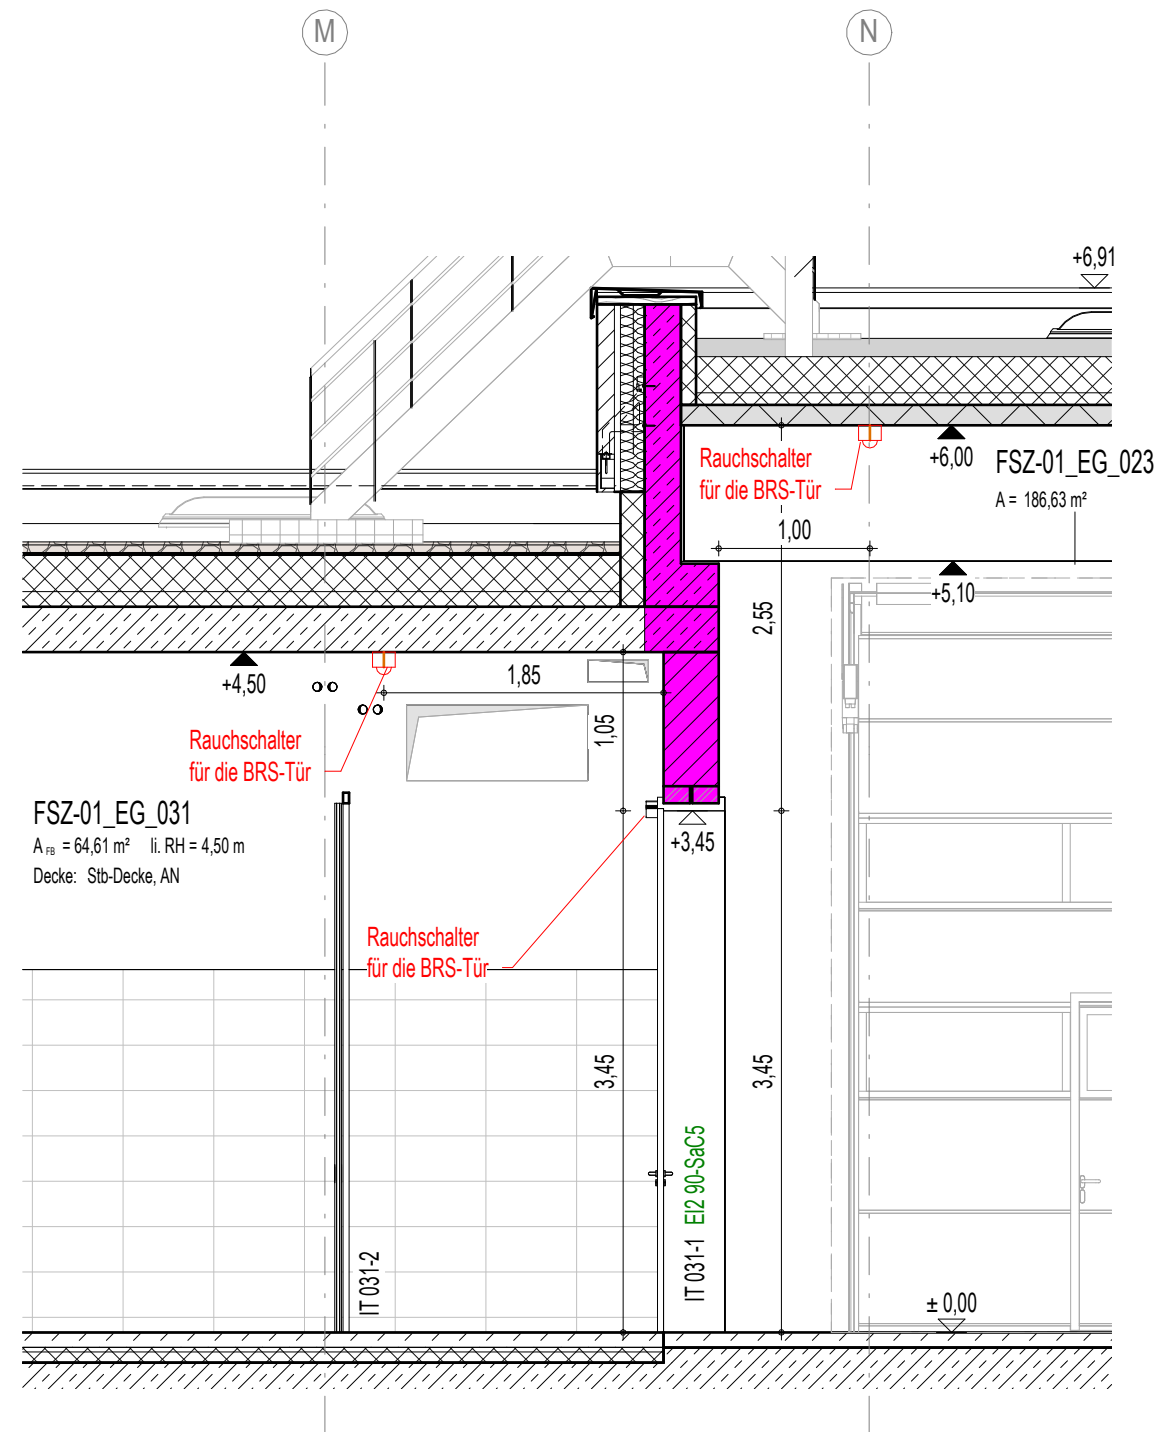 M
N
+6,91
Rauchschalter
für die BRS-Tür
+6,00
FSZ-01_EG_023
A = 186,63 m²
1,00
+5,10
2,55
+4,50
1,85
1,05
Rauchschalter
für die BRS-Tür
FSZ-01_EG_031
A FB = 64,61 m² li. RH = 4,50 m
Decke: Stb-Decke, AN
+3,45
Rauchschalter
für die BRS-Tür
3,45
3,45
IT 031-2
IT 031-1 EI2 90-SaC5
± 0,00